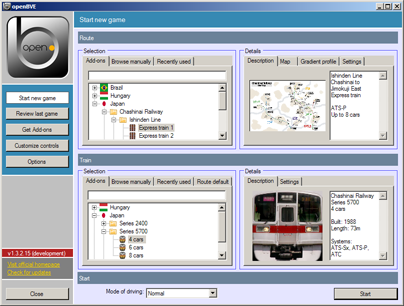 openBVE
open
Start new game
Route
Selection
Add-ons Browse manually Recently used
Brazil
Hungary
Japan
Chashinai Railway
Ishinden Line
Express train 1
Express train 2
Details
Description Map Gradient profile Settings
Ishinden Line
Chashinai to
Jimokuji East
Express train
ATS-P
Up to 8 cars
Start new game
Review last game
Get Add-ons
Customize controls
Options
Train
Selection
Add-ons Browse manually Recently used Route default
Hungary
Japan
Series 2400
Series 5700
4 cars
6 cars
8 cars
Details
Description Settings
Chashinai Railway
Series 5700
4 cars
Built: 1988
Length: 73m
Systems:
ATS-Sx, ATS-P,
ATC
v1.3.2.15 (development)
Visit official homepage
Check for updates
Start
Close
Mode of driving: Normal
Start